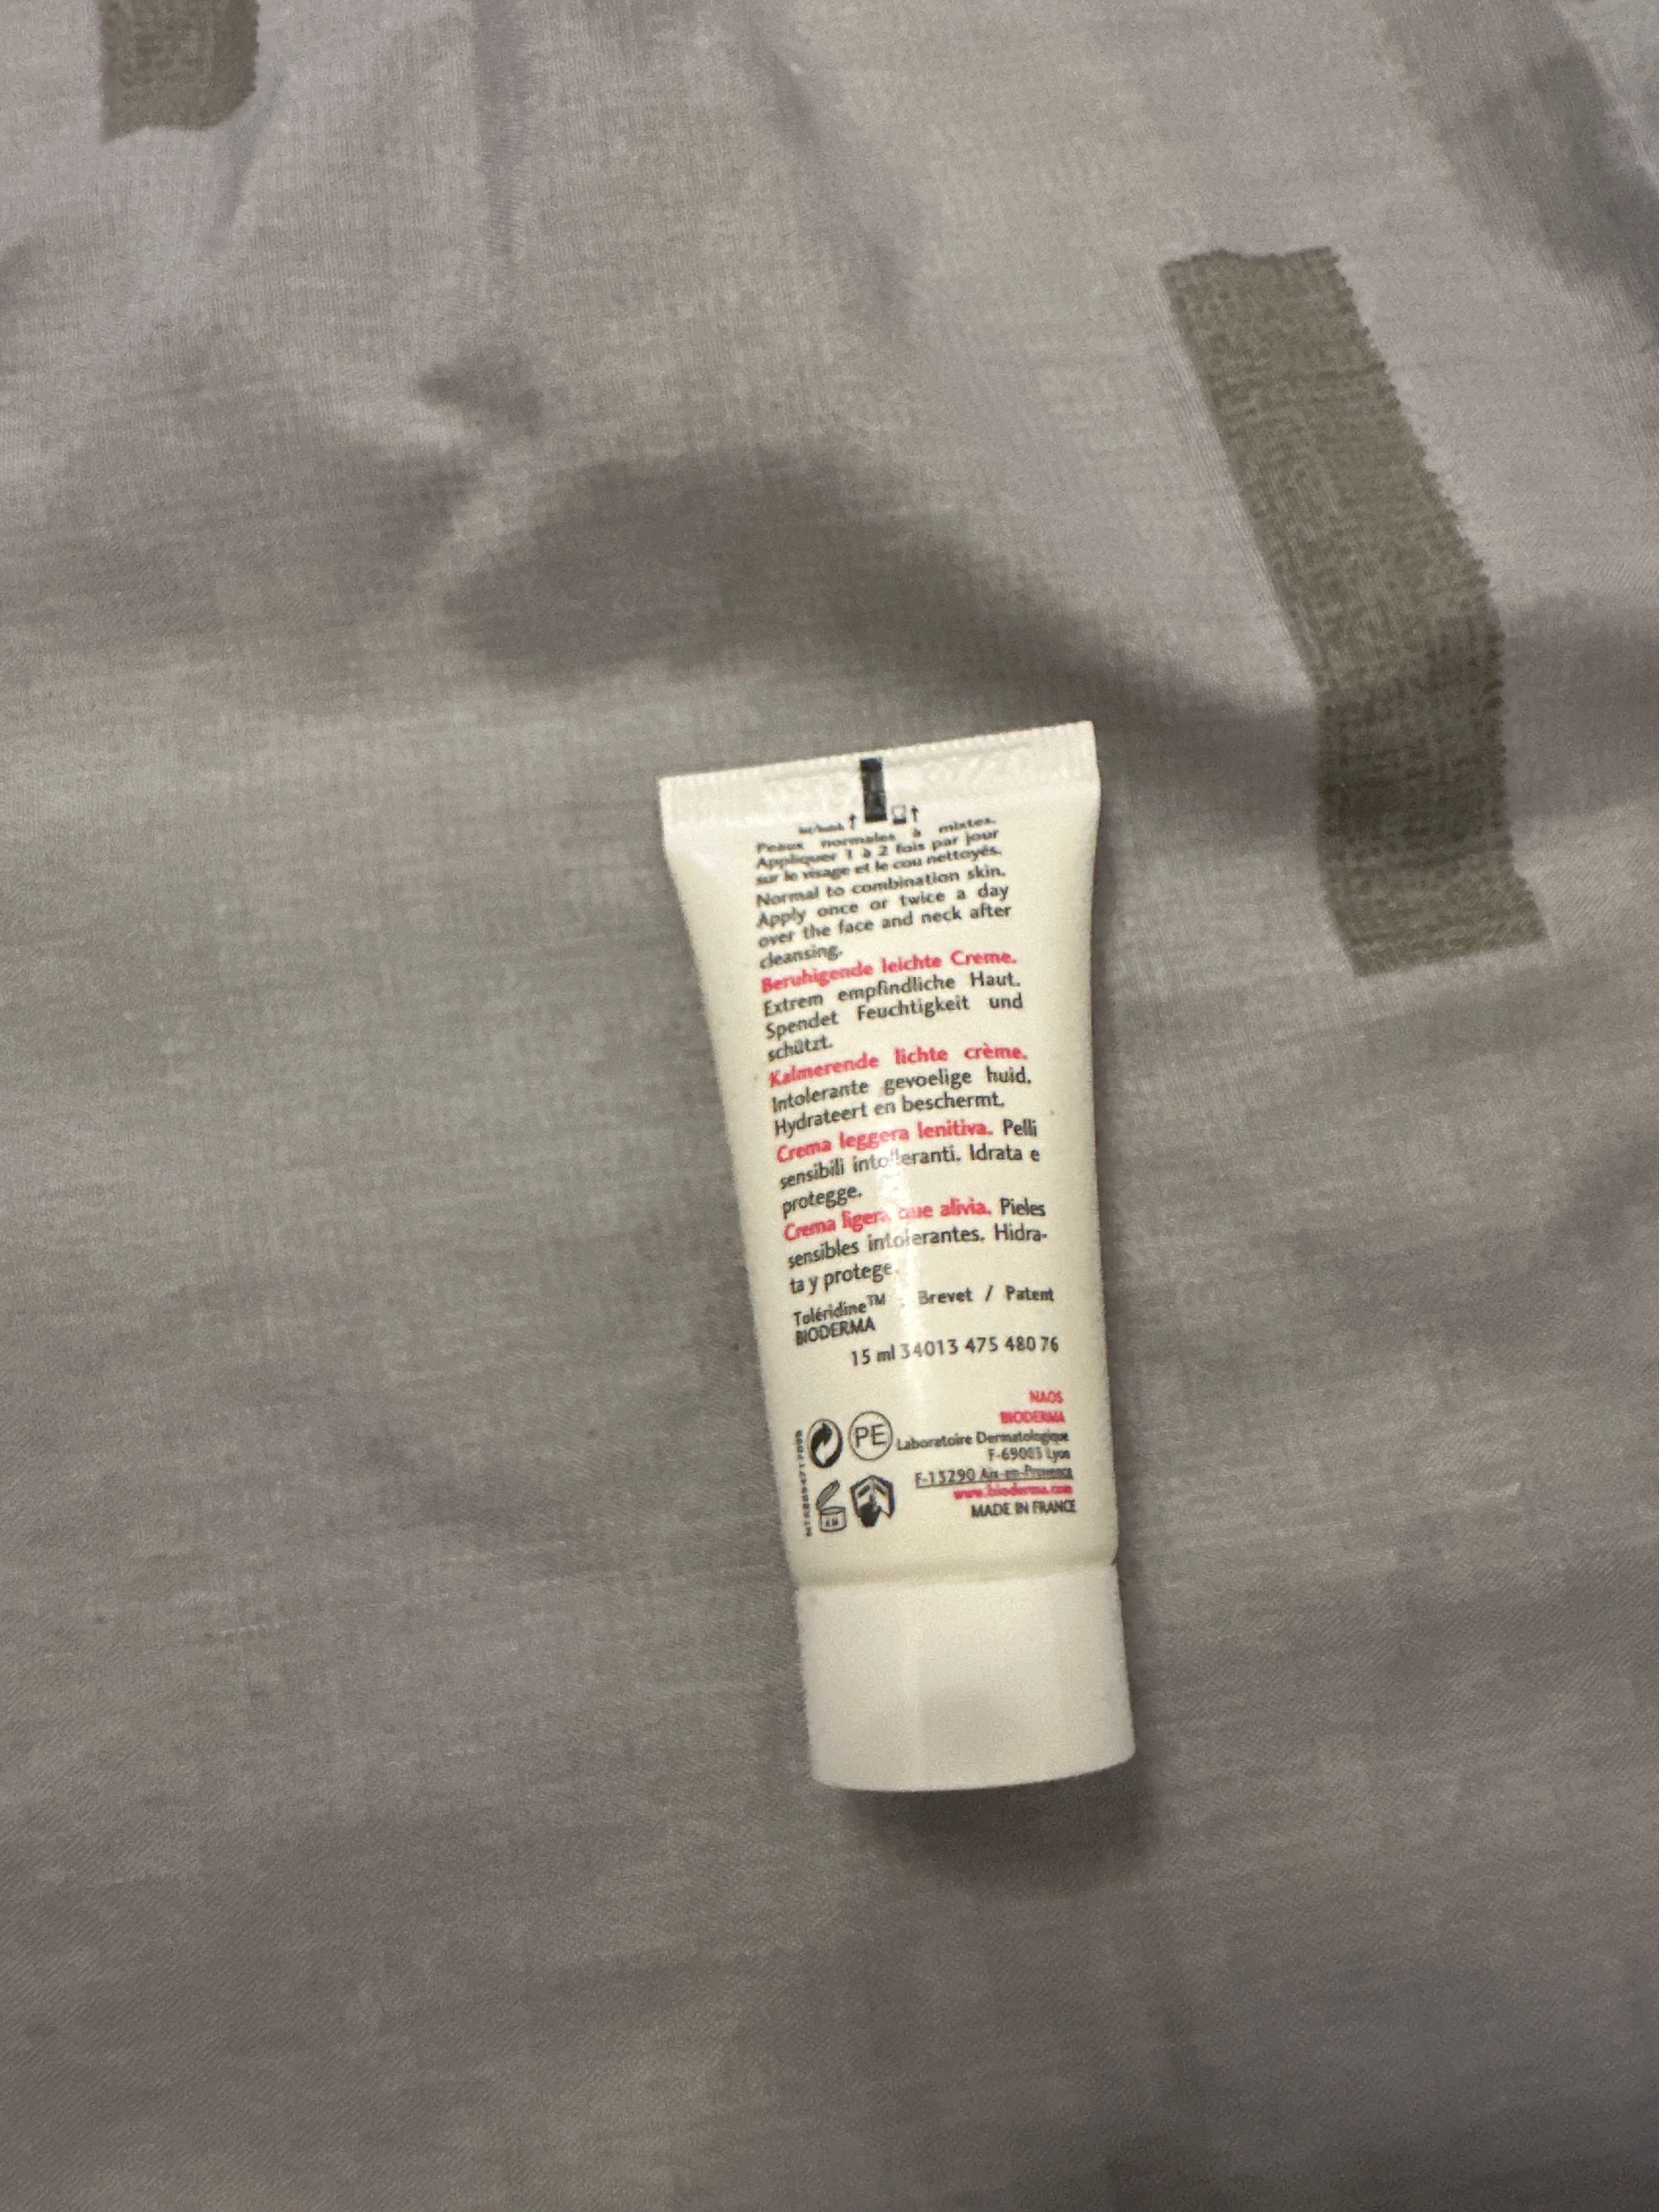 Peaux normales à mixtes.
Appliquer 1 à 2 fois par jour
sur le visage et le cou nettoyés.
Normal to combination skin.
Apply once or twice a day
over the face and neck after
cleansing.
Beruhigende leichte Creme.
Extrem empfindliche Haut.
Spendet Feuchtigkeit und
schützt.
Kalmerende lichte crème.
Intolerante gevoelige huid.
Hydrateert en beschermt.
Crema leggera lenitiva. Pelli
sensibili intolleranti. Idrata e
protegge.
Crema ligera que alivia. Pieles
sensibles intolerantes. Hidra-
ta y protege.
Toléridine™ : Brevet / Patent
BIODERMA
15 ml 34013 475 480 76
NAOS
BIODERMA
PE
Laboratoire Dermatologique
F-69003 Lyon
F-13290 Aix-en-Provence
www.bioderma.com
MADE IN FRANCE